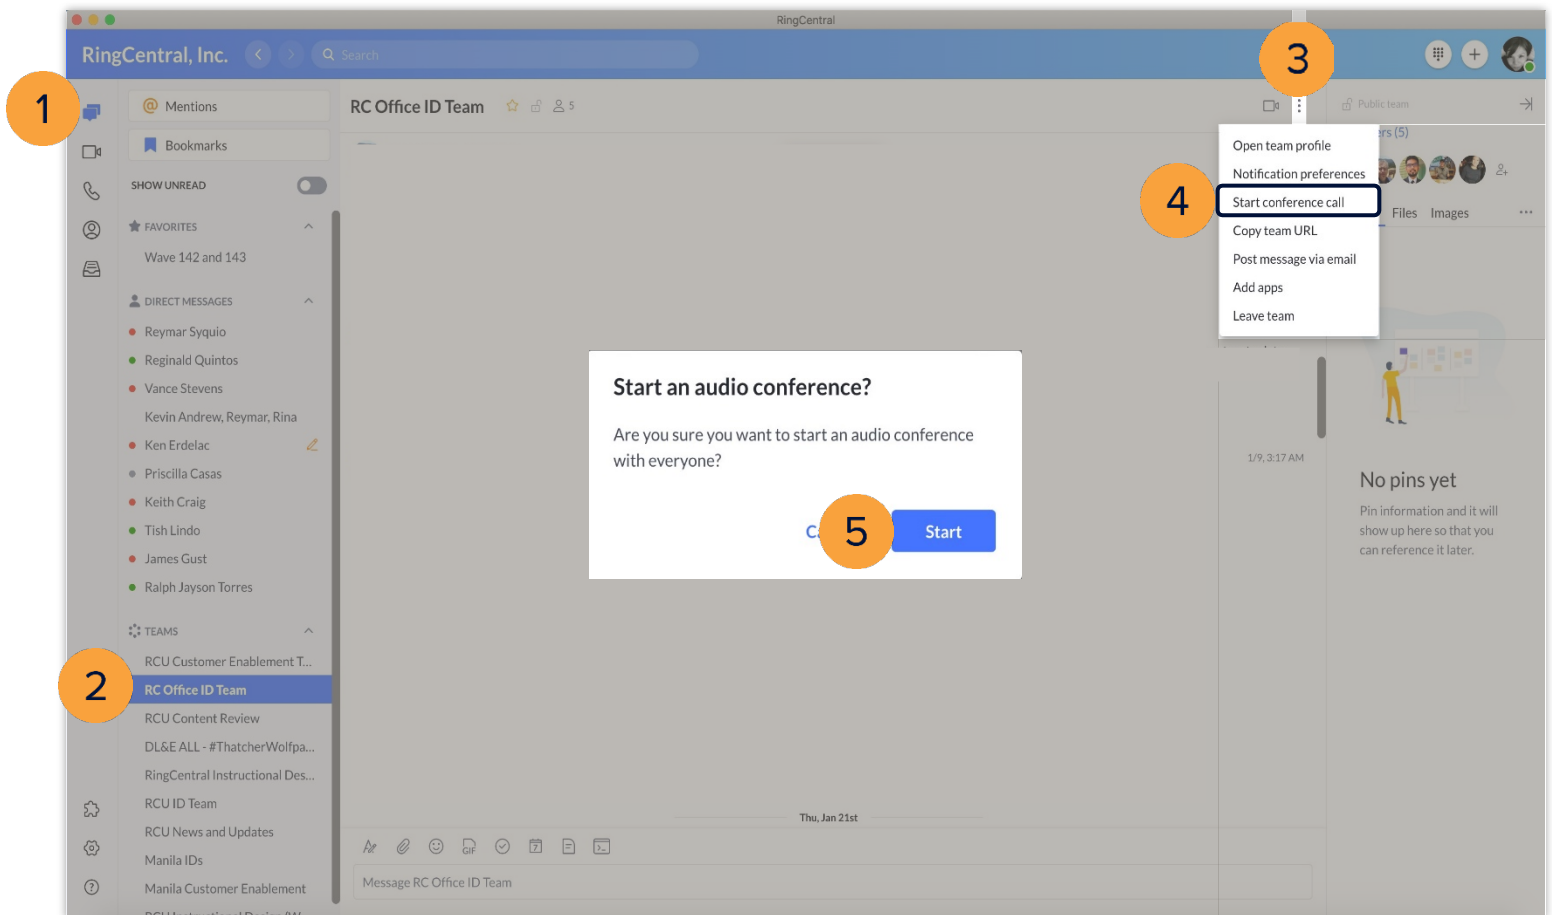 RingCentral
RingCentral, Inc.
Search
3
1
Mentions
RC Office ID Team
5
Public team
Bookmarks
(5)
Open team profile
SHOW UNREAD
Notification preferences
4
Start conference call
Files Images
FAVORITES
Copy team URL
Wave 142 and 143
Post message via email
Add apps
DIRECT MESSAGES
Leave team
Reymar Syquio
Reginald Quintos
Vance Stevens
Kevin Andrew, Reymar, Rina
Ken Erdelac
Priscilla Casas
Keith Craig
Tish Lindo
James Gust
Ralph Jayson Torres
Start an audio conference?
Are you sure you want to start an audio conference
with everyone?
5
Start
1/9, 3:17 AM
No pins yet
Pin information and it will
show up here so that you
can reference it later.
TEAMS
RCU Customer Enablement T...
2
RC Office ID Team
RCU Content Review
DL&E ALL - #ThatcherWolfpa...
RingCentral Instructional Des...
RCU ID Team
RCU News and Updates
Manila IDs
Manila Customer Enablement
Thu, Jan 21st
GIF
7
Message RC Office ID Team